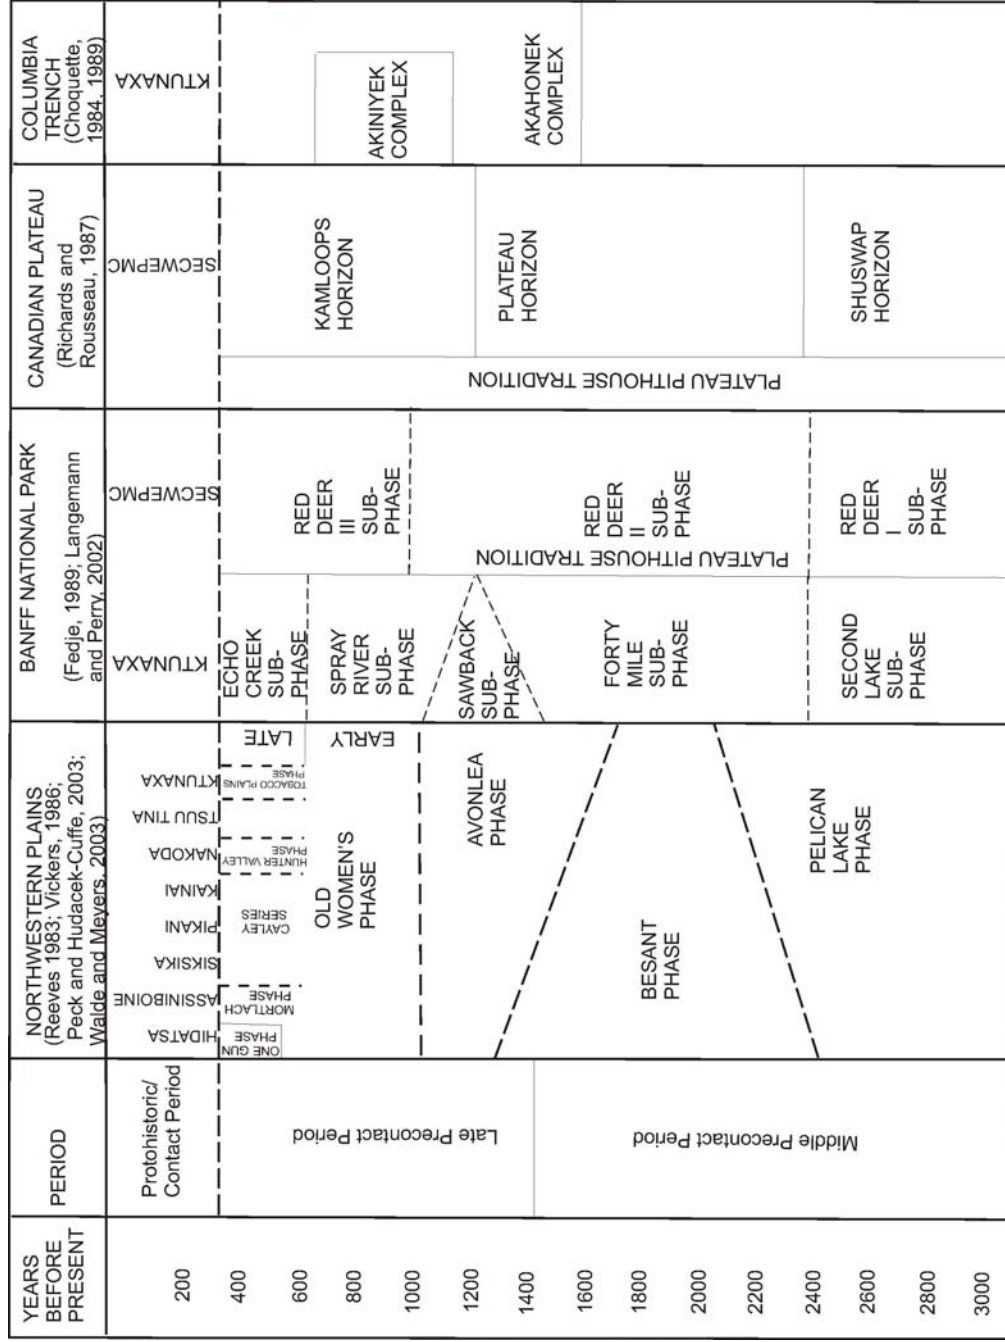 YEARS
BEFORE
PRESENT
PERIOD
NORTHWESTERN PLAINS
(Reeves 1983; Vickers, 1986;
Peck and Hudacek-Cuffe, 2003;
Walde and Meyers, 2003)
BANFF NATIONAL PARK
(Fedje, 1989; Langemann
and Perry, 2002)
CANADIAN PLATEAU
(Richards and
Rousseau, 1987)
COLUMBIA
TRENCH
(Choquette,
1984, 1989)
200
400
600
800
1000
1200
1400
1600
1800
2000
2200
2400
2600
2800
3000
Protohistoric/
Contact Period
Late Precontact Period
Middle Precontact Period
HIDATSA
ASSINIBOINE
SIKSIKA
PIKANI
KAINAI
NAKODA
TSUU TINA
KTUNAXA
ONE GUN
PHASE
MORTLACH
PHASE
CAYLEY
SERIES
HUNTER VALLEY
PHASE
TOBACCO PLAINS
PHASE
LATE
EARLY
OLD
WOMEN'S
PHASE
AVONLEA
PHASE
BESANT
PHASE
PELICAN
LAKE
PHASE
KTUNAXA
ECHO
CREEK
SUB-
PHASE
SPRAY
RIVER
SUB-
PHASE
SAWBACK
SUB-
PHASE
FORTY
MILE
SUB-
PHASE
SECOND
LAKE
SUB-
PHASE
SECWEPMC
PLATEAU PITHOUSE TRADITION
RED
DEER
III
SUB-
PHASE
RED
DEER
II
SUB-
PHASE
RED
DEER
I
SUB-
PHASE
SECWEPMC
PLATEAU PITHOUSE TRADITION
KAMLOOPS
HORIZON
PLATEAU
HORIZON
SHUSWAP
HORIZON
KTUNAXA
AKINIYEK
COMPLEX
AKAHONEK
COMPLEX